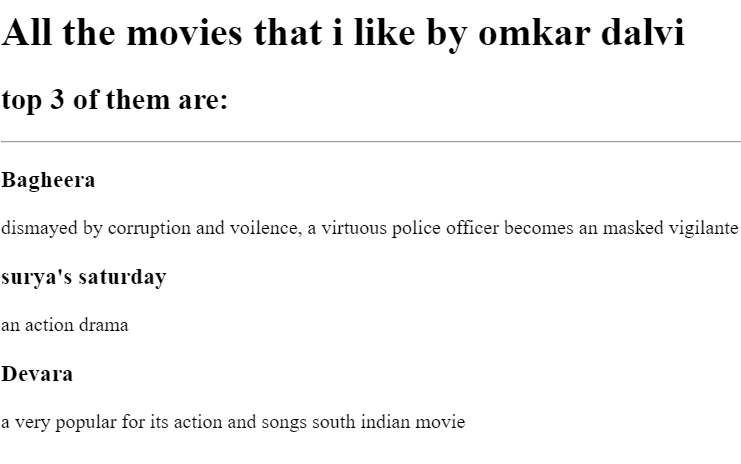 All the movies that i like by omkar dalvi
top 3 of them are:
Bagheera
dismayed by corruption and voilence, a virtuous police officer becomes an masked vigilante
surya's saturday
an action drama
Devara
a very popular for its action and songs south indian movie